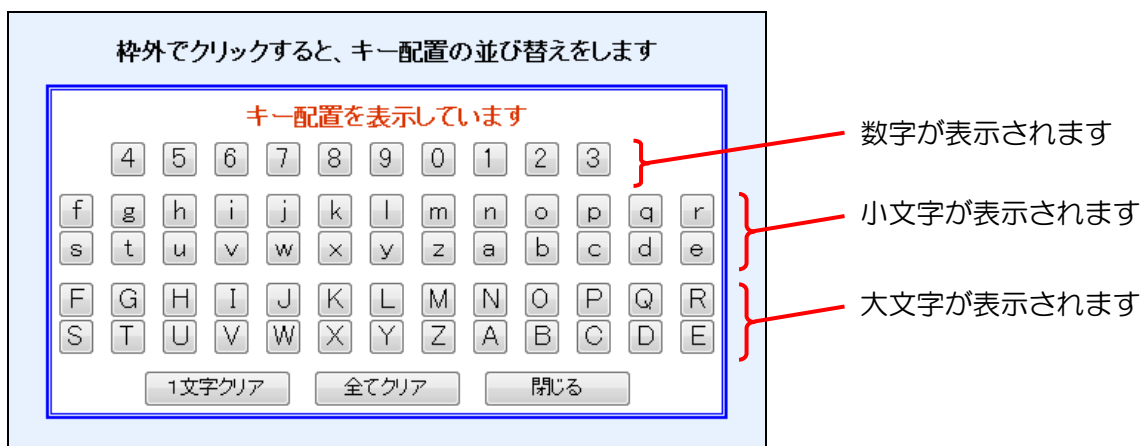 枠外でクリックすると、キー配置の並び替えをします
キー配置を表示しています
4 5 6 7 8 9 0 1 2 3
数字が表示されます
f g h i j k l m n o p q r
小文字が表示されます
s t u v w x y z a b c d e
F G H I J K L M N O P Q R
大文字が表示されます
S T U V W X Y Z A B C D E
1文字クリア 全てクリア 閉じる